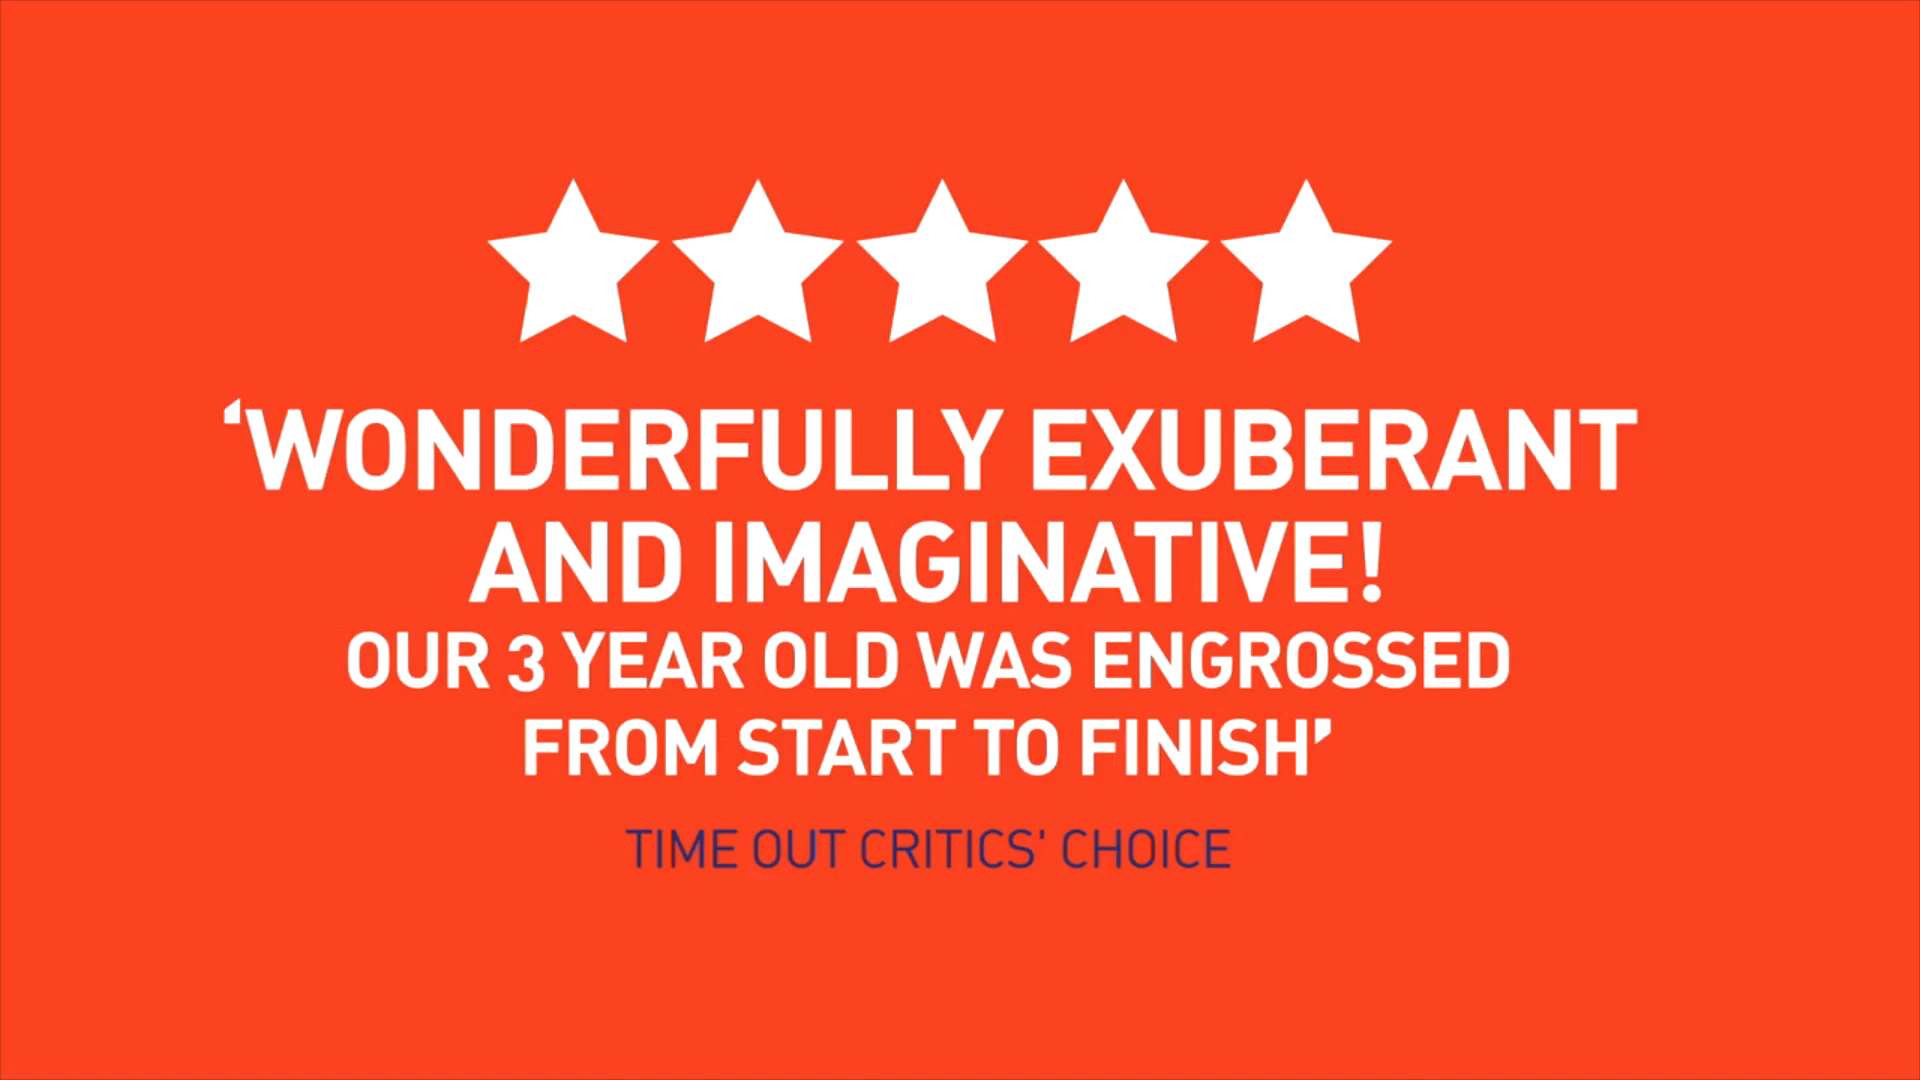 ‘WONDERFULLY EXUBERANT
AND IMAGINATIVE!
OUR 3 YEAR OLD WAS ENGROSSED
FROM START TO FINISH’
TIME OUT CRITICS' CHOICE